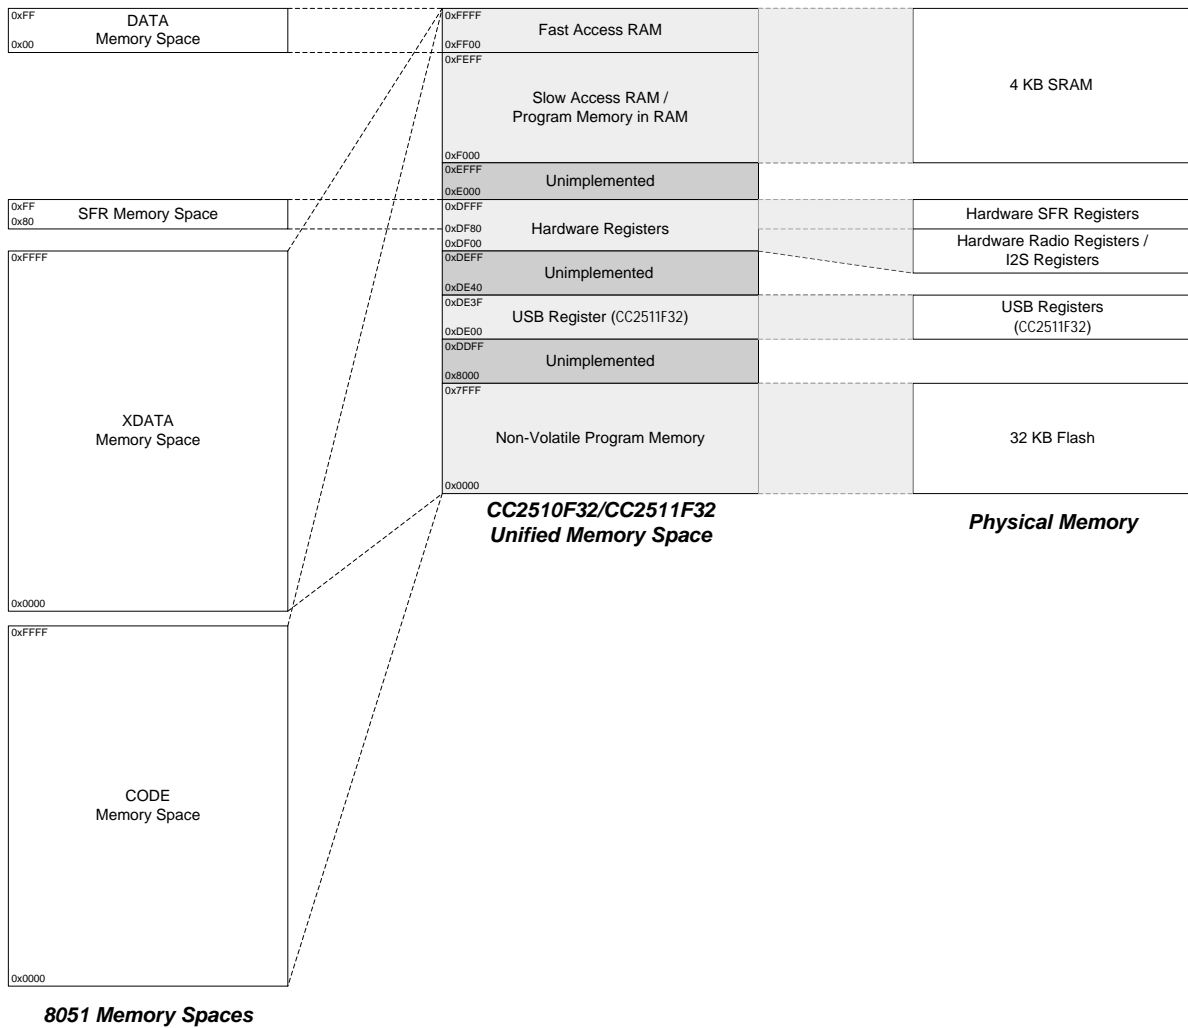 0xFF
DATA
Memory Space
0x00
0xFF
SFR Memory Space
0x80
0xFFFF
XDATA
Memory Space
0x0000
0xFFFF
CODE
Memory Space
0x0000
8051 Memory Spaces
0xFFFF
Fast Access RAM
0xFF00
0xFEFF
Slow Access RAM /
Program Memory in RAM
0xF000
0xEFFF
Unimplemented
0xE000
0xDFFF
Hardware Registers
0xDF80
0xDF00
0xDEFF
Unimplemented
0xDE40
0xDE3F
USB Register (CC2511F32)
0xDE00
0xDDFF
Unimplemented
0x8000
0x7FFF
Non-Volatile Program Memory
0x0000
CC2510F32/CC2511F32
Unified Memory Space
4 KB SRAM
Hardware SFR Registers
Hardware Radio Registers /
I2S Registers
USB Registers
(CC2511F32)
32 KB Flash
Physical Memory